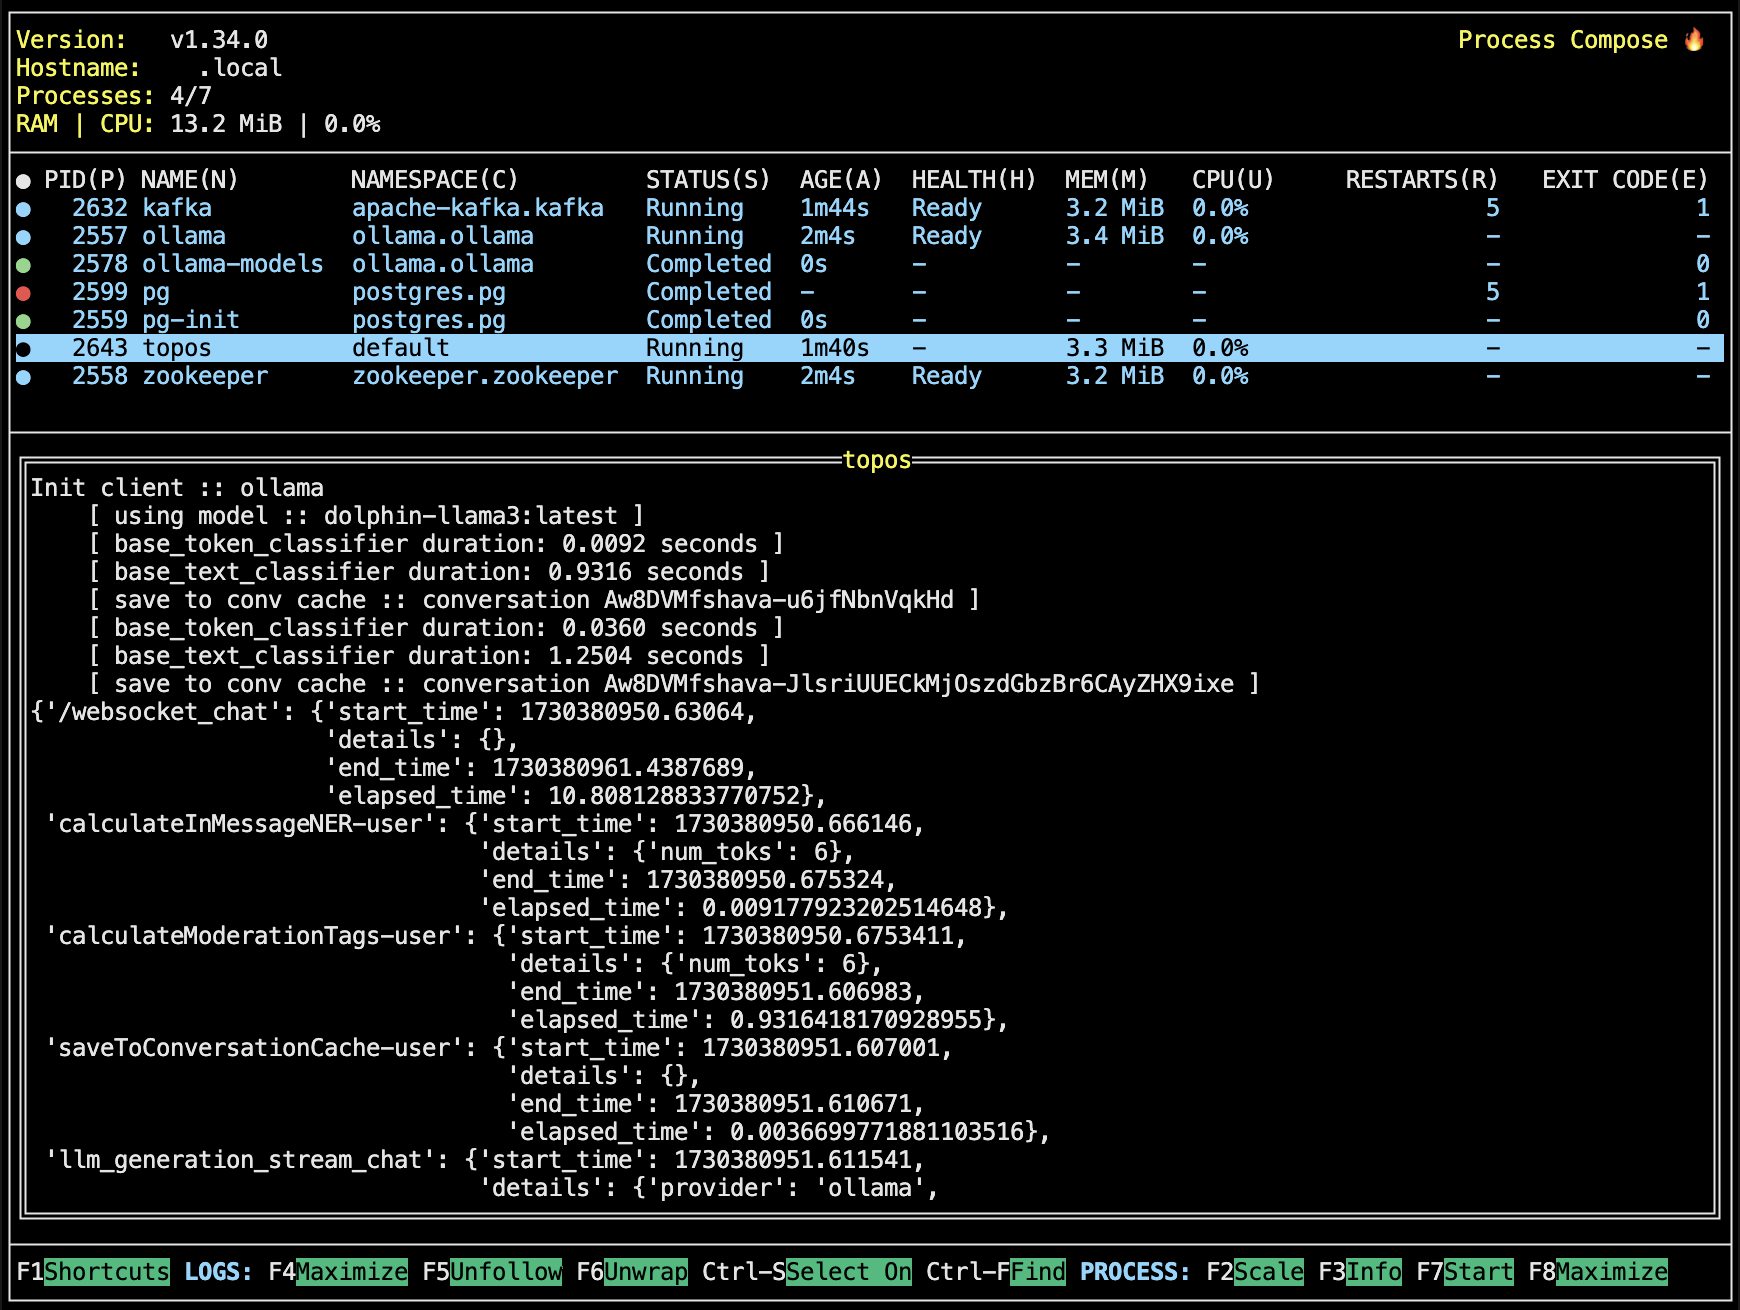 Version: v1.34.0 Process Compose 🔥
Hostname: .local
Processes: 4/7
RAM | CPU: 13.2 MiB | 0.0%
● PID(P) NAME(N) NAMESPACE(C) STATUS(S) AGE(A) HEALTH(H) MEM(M) CPU(U) RESTARTS(R) EXIT CODE(E)
● 2632 kafka apache-kafka.kafka Running 1m44s Ready 3.2 MiB 0.0% 5 1
● 2557 ollama ollama.ollama Running 2m4s Ready 3.4 MiB 0.0% - -
● 2578 ollama-models ollama.ollama Completed 0s - - - - 0
● 2599 pg postgres.pg Completed - - - - 5 1
● 2559 pg-init postgres.pg Completed 0s - - - - 0
● 2643 topos default Running 1m40s - 3.3 MiB 0.0% - -
● 2558 zookeeper zookeeper.zookeeper Running 2m4s Ready 3.2 MiB 0.0% - -
topos
Init client :: ollama
[ using model :: dolphin-llama3:latest ]
[ base_token_classifier duration: 0.0092 seconds ]
[ base_text_classifier duration: 0.9316 seconds ]
[ save to conv cache :: conversation Aw8DVMfshava-u6jfNbnVqkHd ]
[ base_token_classifier duration: 0.0360 seconds ]
[ base_text_classifier duration: 1.2504 seconds ]
[ save to conv cache :: conversation Aw8DVMfshava-JlsriUUECkMjOszdGbzBr6CAyZHX9ixe ]
{'/websocket_chat': {'start_time': 1730380950.63064,
'details': {},
'end_time': 1730380961.4387689,
'elapsed_time': 10.808128833770752},
'calculateInMessageNER-user': {'start_time': 1730380950.666146,
'details': {'num_toks': 6},
'end_time': 1730380950.675324,
'elapsed_time': 0.009177923202514648},
'calculateModerationTags-user': {'start_time': 1730380950.6753411,
'details': {'num_toks': 6},
'end_time': 1730380951.606983,
'elapsed_time': 0.9316418170928955},
'saveToConversationCache-user': {'start_time': 1730380951.607001,
'details': {},
'end_time': 1730380951.610671,
'elapsed_time': 0.0036699771881103516},
'llm_generation_stream_chat': {'start_time': 1730380951.611541,
'details': {'provider': 'ollama',
F1Shortcuts LOGS: F4Maximize F5Unfollow F6Unwrap Ctrl-SSelect On Ctrl-FFind PROCESS: F2Scale F3Info F7Start F8Maximize